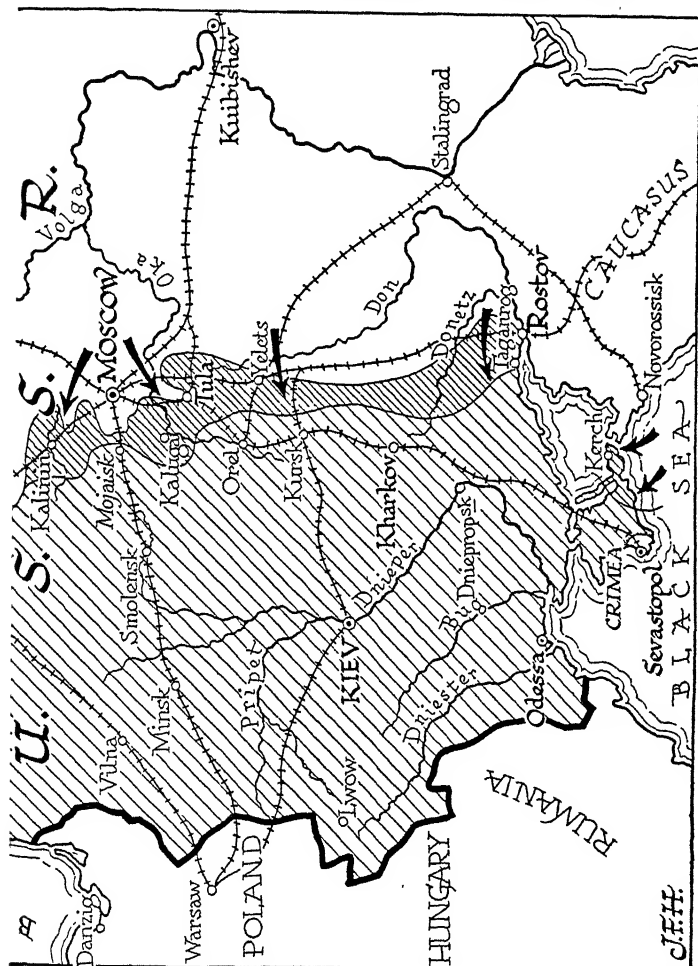 U. S. S. R.
Danzig
Vilna
Kalinin
Volga
Moscow
Oka
Kuibishev
Warsaw
Minsk
Smolensk
Mojaisk
Tula
POLAND
Pripet
Orel
Yelets
Lwow
KIEV
Kursk
Don
Dnieper
Kharkov
Donetz
Stalingrad
HUNGARY
Dniester
Bug
Dniepropsk
Taganrog
Rostov
RUMANIA
Odessa
CRIMEA
Kerch
CAUCASUS
Sevastopol
Novorossisk
BLACK SEA
J.F.H.